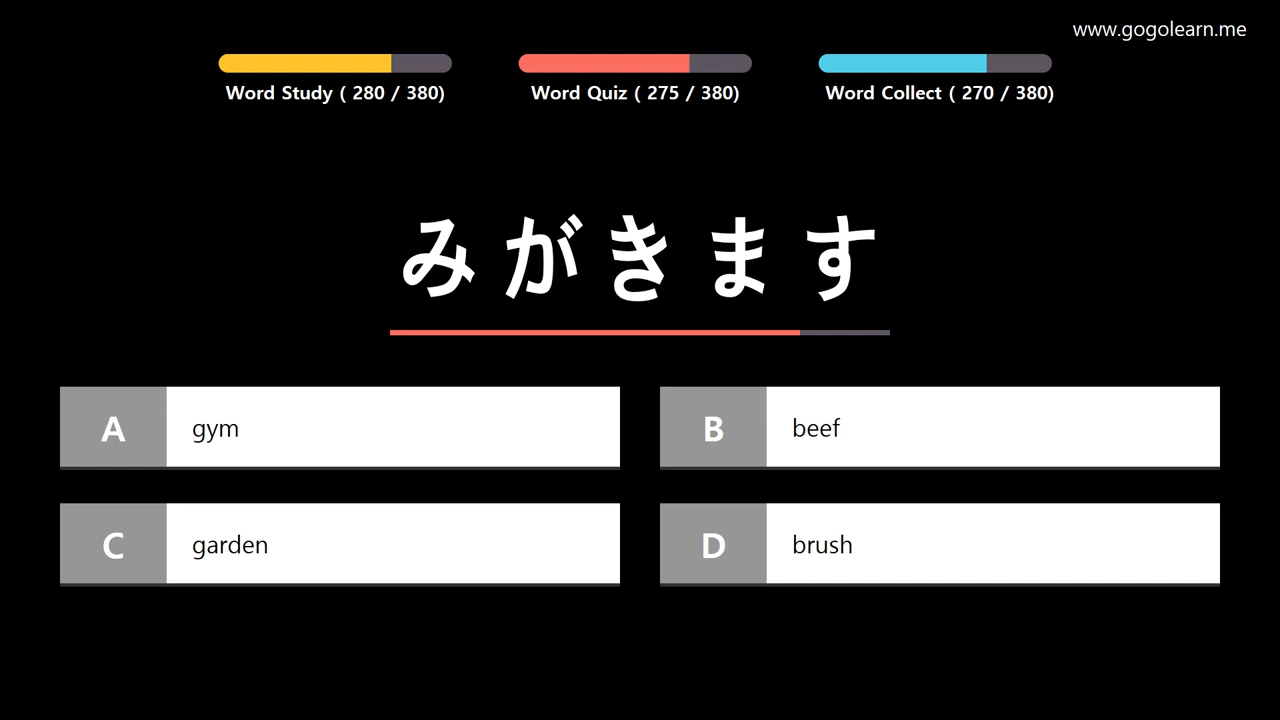 www.gogolearn.me
Word Study ( 280 / 380)
Word Quiz ( 275 / 380)
Word Collect ( 270 / 380)
みがきます
A gym
B beef
C garden
D brush